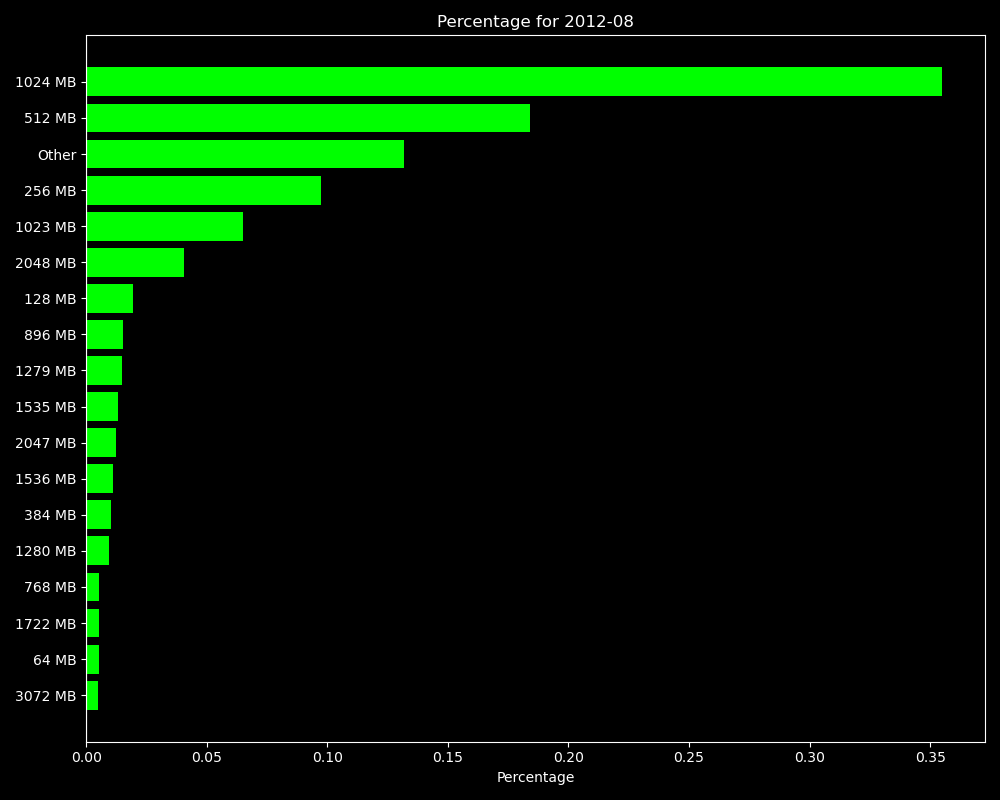 Percentage for 2012-08
1024 MB
512 MB
Other
256 MB
1023 MB
2048 MB
128 MB
896 MB
1279 MB
1535 MB
2047 MB
1536 MB
384 MB
1280 MB
768 MB
1722 MB
64 MB
3072 MB
0.00 0.05 0.10 0.15 0.20 0.25 0.30 0.35
Percentage